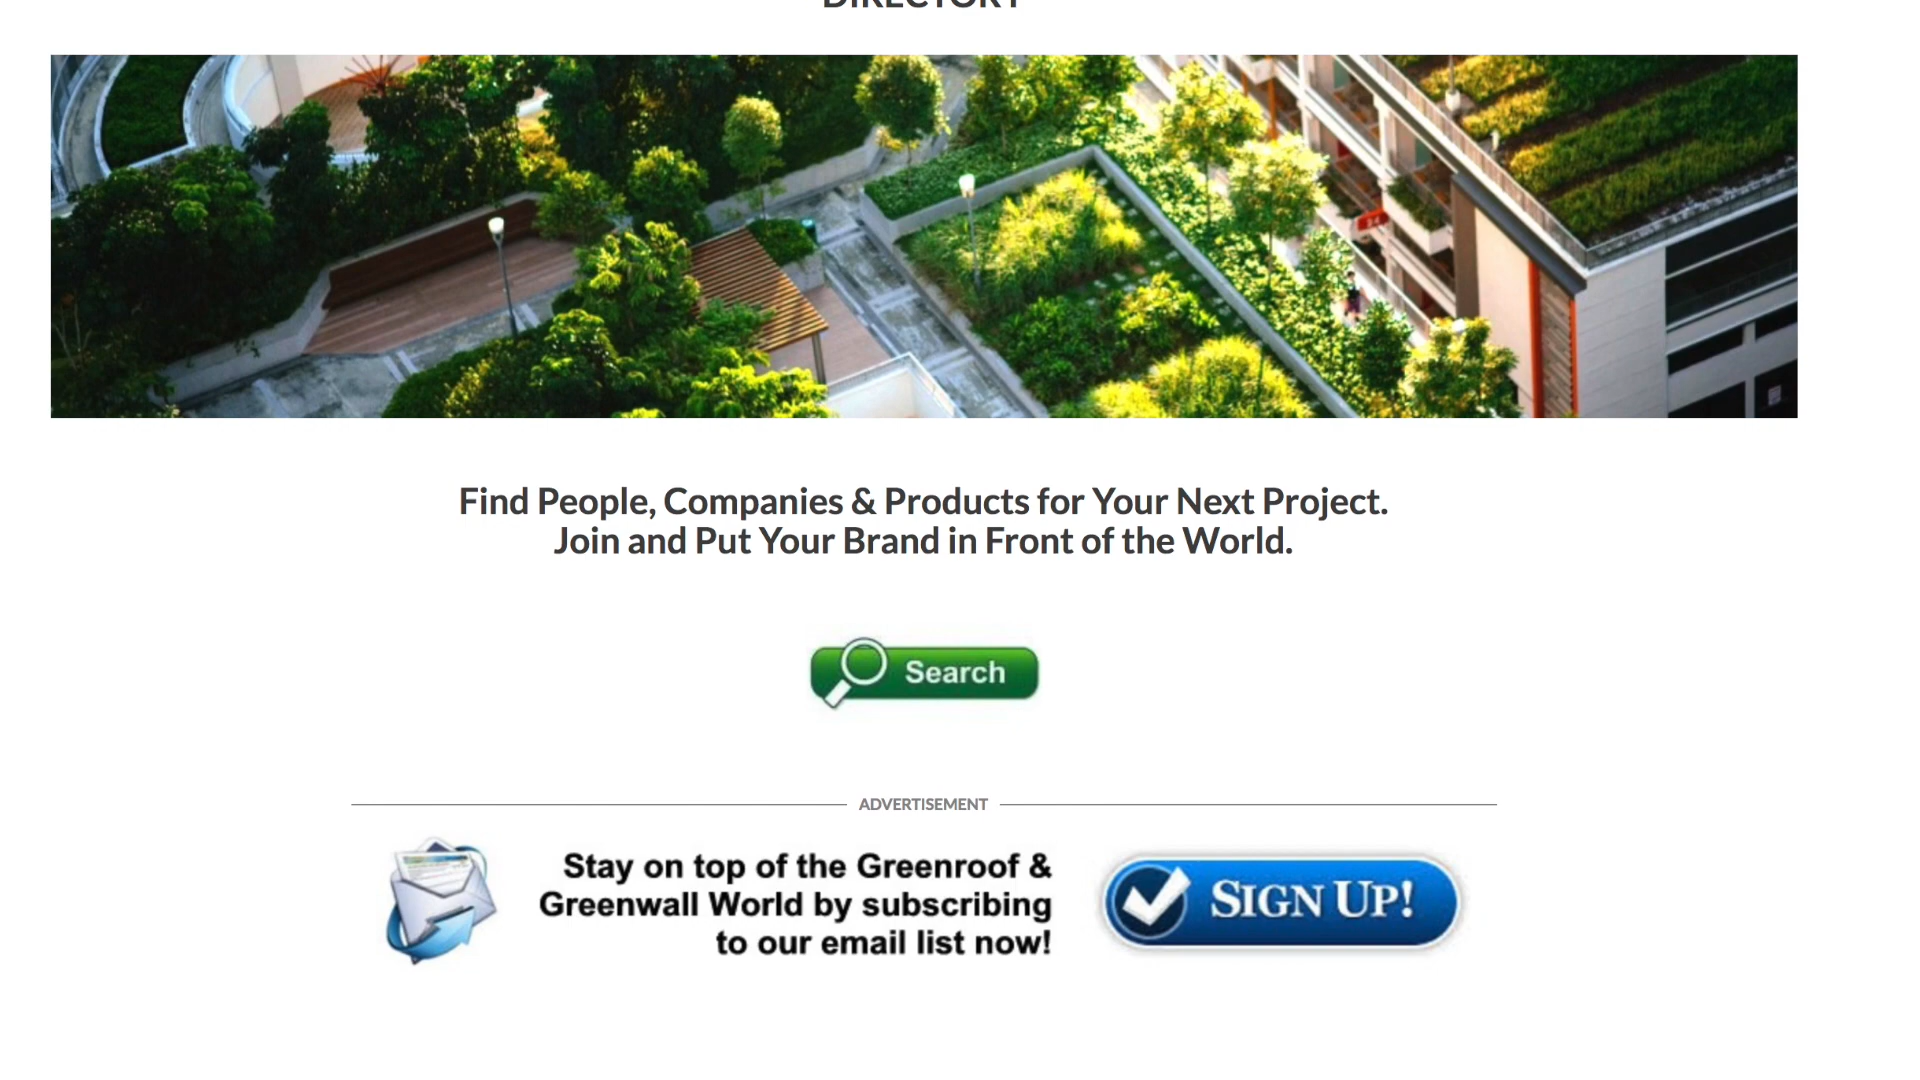 DIRECTORY
Find People, Companies & Products for Your Next Project.
Join and Put Your Brand in Front of the World.
Search
ADVERTISEMENT
Stay on top of the Greenroof &
Greenwall World by subscribing
to our email list now!
SIGN UP!